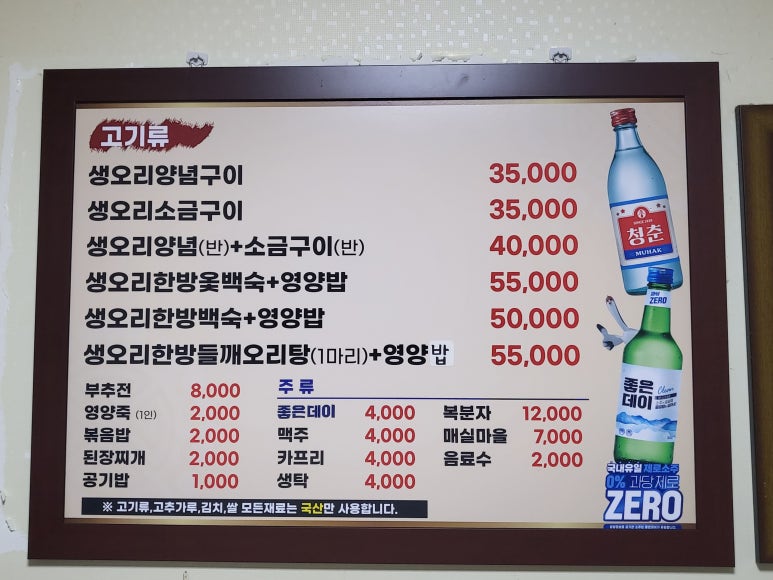 고기류
생오리양념구이 35,000
생오리소금구이 35,000
생오리양념(반)+소금구이(반) 40,000
생오리한방옻백숙+영양밥 55,000
생오리한방백숙+영양밥 50,000
생오리한방들깨오리탕(1마리)+영양밥 55,000
부추전 8,000
영양죽 (1인) 2,000
볶음밥 2,000
된장찌개 2,000
공기밥 1,000
주 류
좋은데이 4,000
맥주 4,000
카프리 4,000
생탁 4,000
복분자 12,000
매실마을 7,000
음료수 2,000
※ 고기류,고추가루,김치,쌀 모든재료는 국산만 사용합니다.
청춘
MUHAK
ZERO
좋은
데이
국내유일 제로소주
0% 과당제로
ZERO